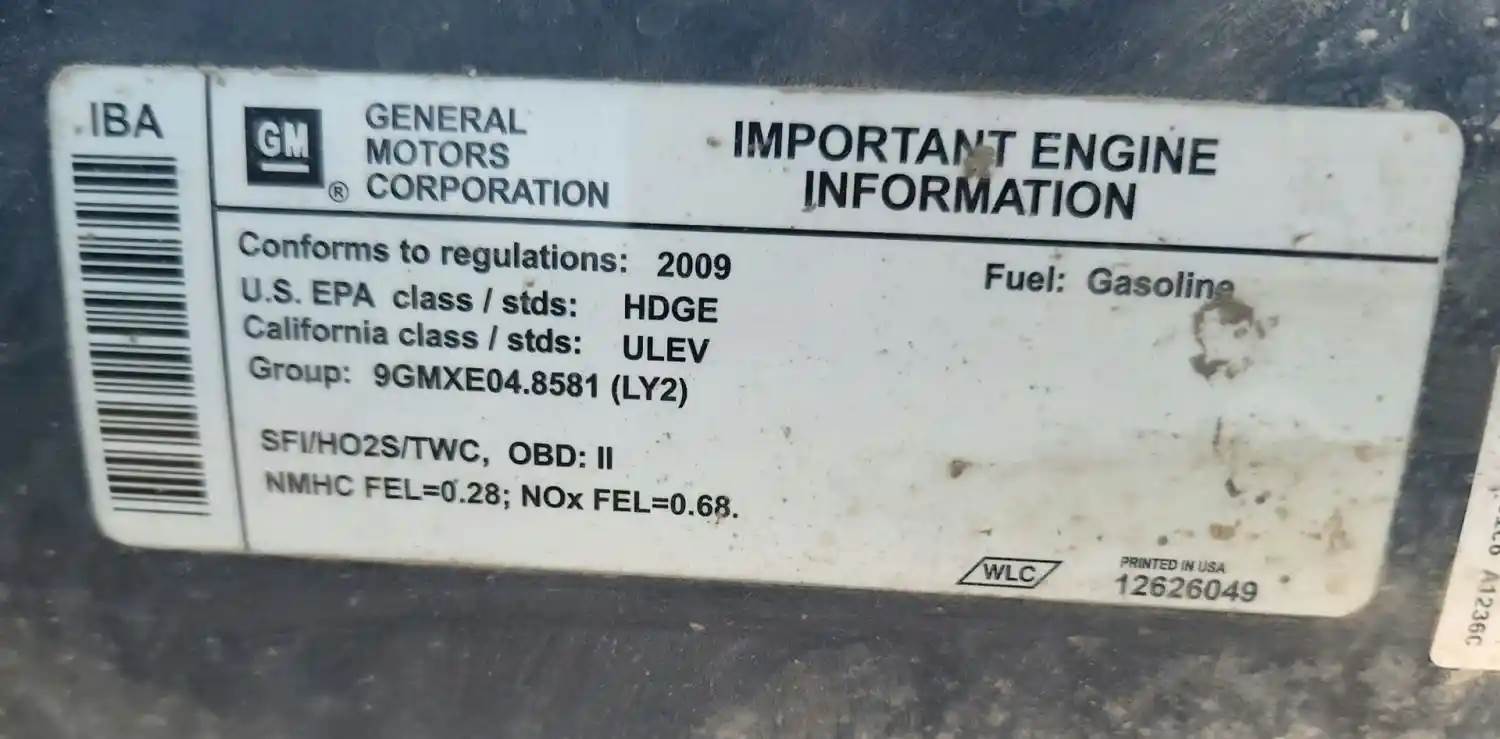 IBA
GM
®
GENERAL
MOTORS
CORPORATION
IMPORTANT ENGINE
INFORMATION
Conforms to regulations: 2009
Fuel: Gasoline
U.S. EPA class / stds: HDGE
California class / stds: ULEV
Group: 9GMXE04.8581 (LY2)
SFI/HO2S/TWC, OBD: II
NMHC FEL=0.28; NOx FEL=0.68.
WLC
PRINTED IN USA
12626049
A1236C